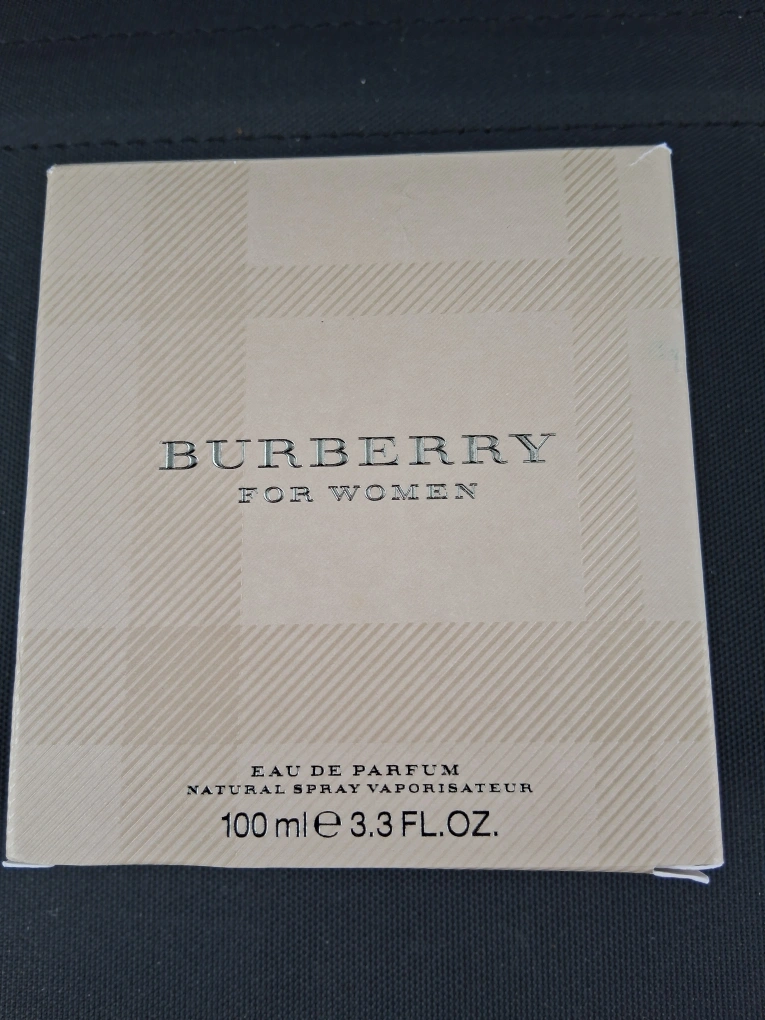 BURBERRY
FOR WOMEN
EAU DE PARFUM
NATURAL SPRAY VAPORISATEUR
100 ml ℮ 3.3 FL.OZ.